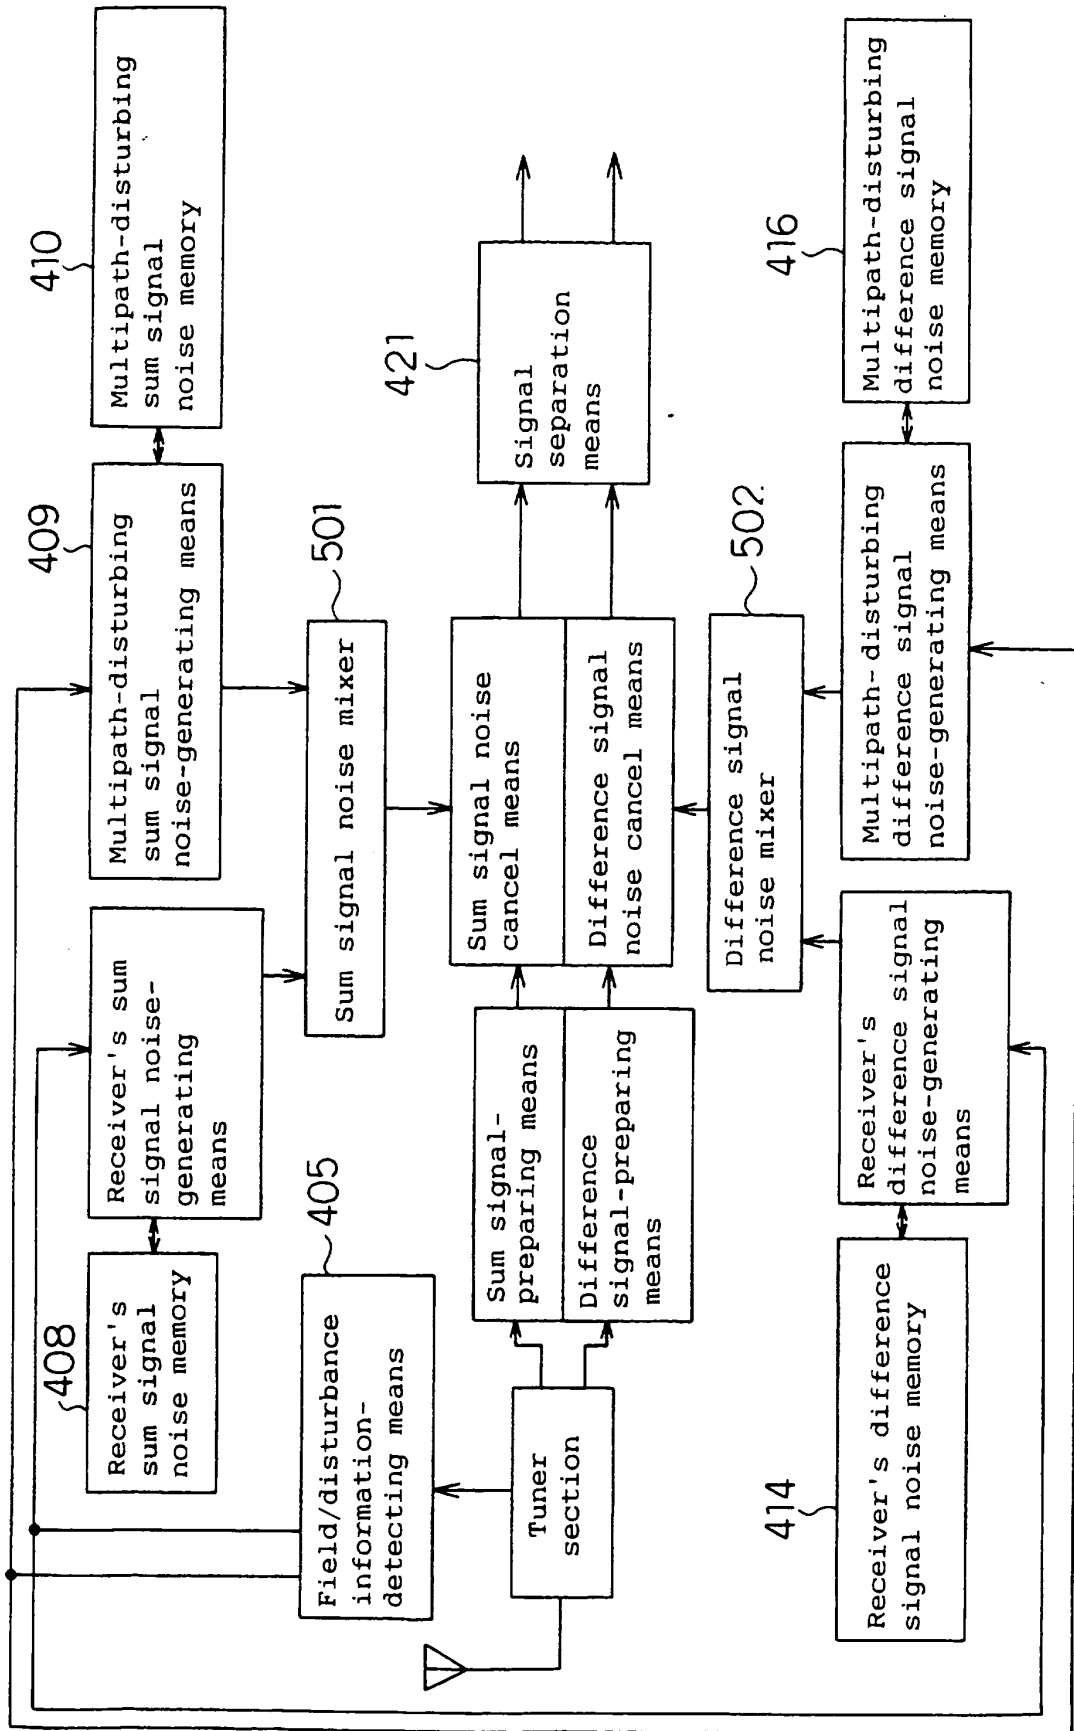 408
Receiver's
sum signal
noise memory
Receiver's sum
signal noise-
generating
means
409
Multipath-disturbing
sum signal
noise-generating means
410
Multipath-disturbing
sum signal
noise memory
405
Field/disturbance
information-
detecting means
Sum signal noise mixer
501
Tuner
section
Sum signal-
preparing means
Difference
signal-preparing
means
Sum signal noise
cancel means
Difference signal
noise cancel means
421
Signal
separation
means
Difference signal
noise mixer
502
414
Receiver's difference
signal noise memory
Receiver's
difference signal
noise-generating
means
Multipath-disturbing
difference signal
noise-generating means
416
Multipath-disturbing
difference signal
noise memory